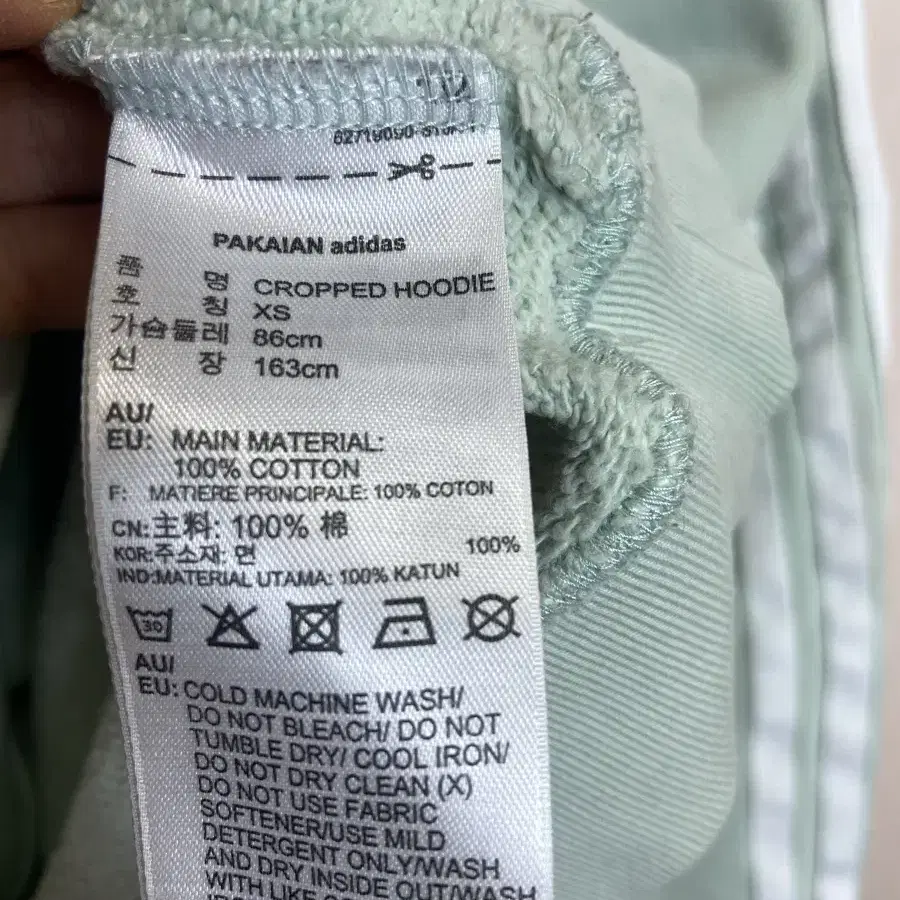 PAKAIAN adidas
품 명 CROPPED HOODIE
호 칭 XS
가슴둘레 86cm
신 장 163cm
AU/
EU: MAIN MATERIAL:
100% COTTON
F: MATIERE PRINCIPALE: 100% COTON
CN:主料: 100% 棉
KOR:주소재: 면 100%
IND:MATERIAL UTAMA: 100% KATUN
30
AU/
EU: COLD MACHINE WASH/
DO NOT BLEACH/ DO NOT
TUMBLE DRY/ COOL IRON/
DO NOT DRY CLEAN (X)
DO NOT USE FABRIC
SOFTENER/USE MILD
DETERGENT ONLY/WASH
AND DRY INSIDE OUT/WASH
WITH LIKE